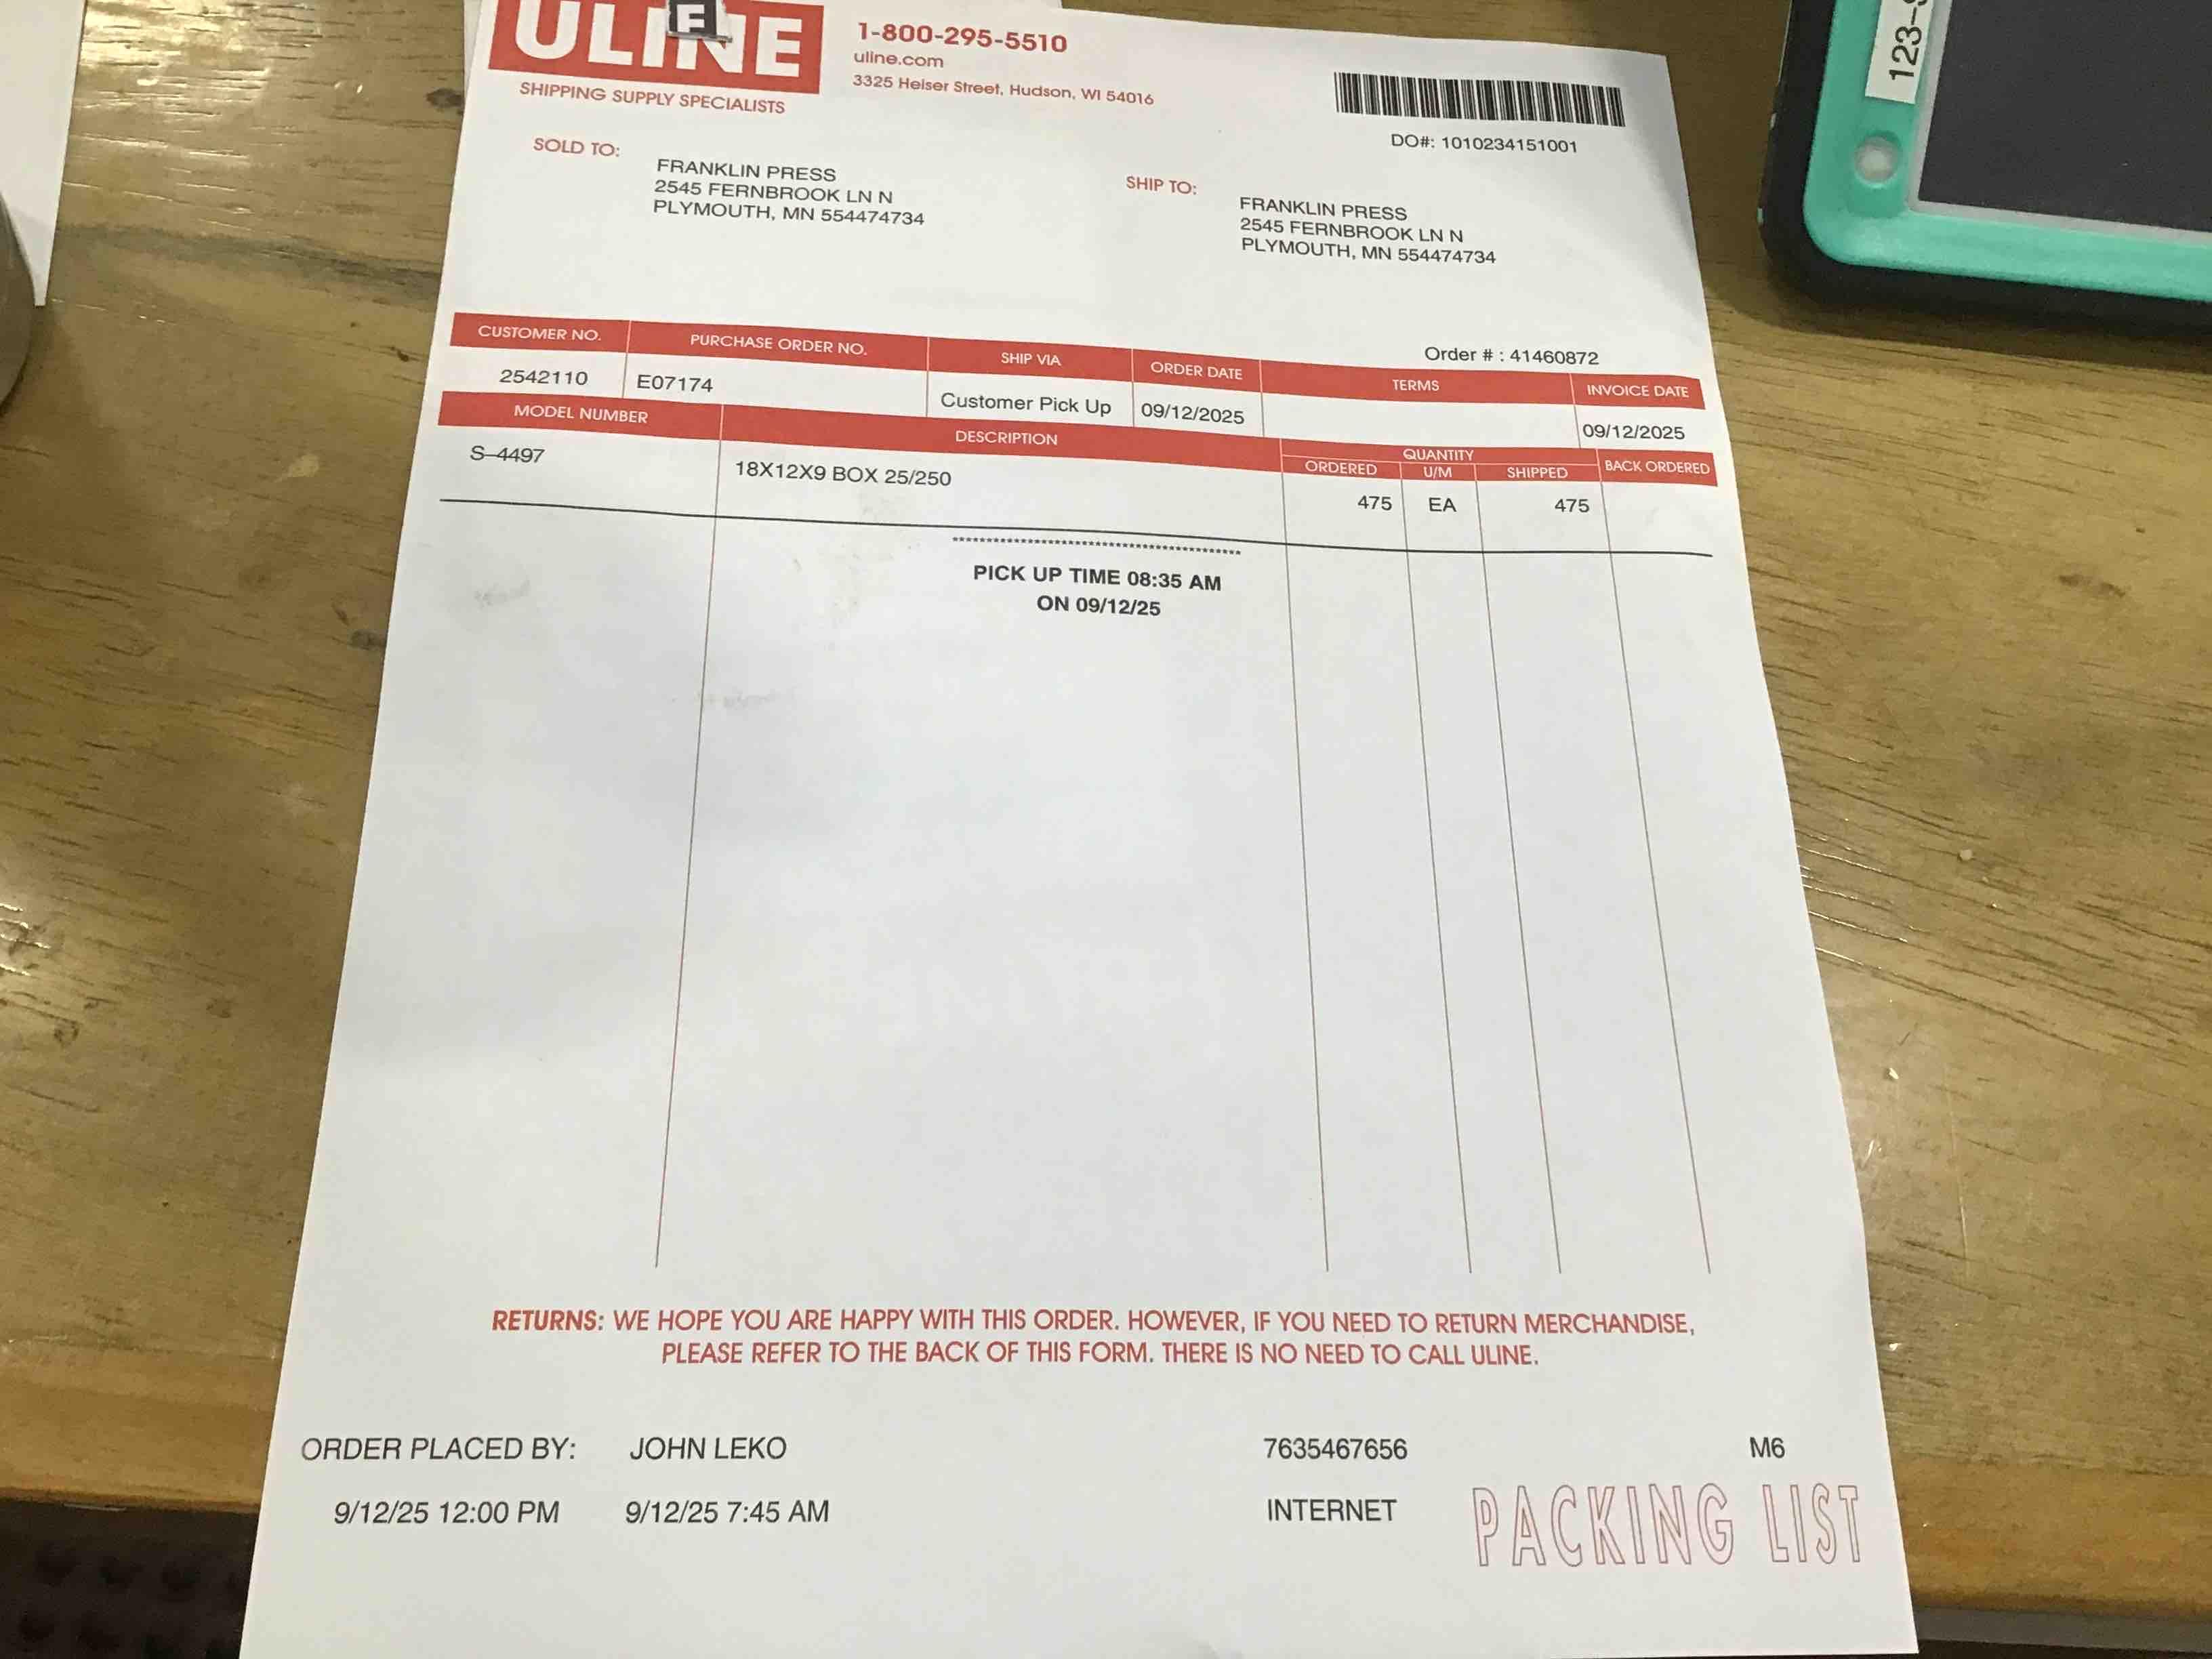 ULINE
E
SHIPPING SUPPLY SPECIALISTS
1-800-295-5510
uline.com
3325 Heiser Street, Hudson, WI 54016
DO#: 1010234151001
SOLD TO:
FRANKLIN PRESS
2545 FERNBROOK LN N
PLYMOUTH, MN 554474734
SHIP TO:
FRANKLIN PRESS
2545 FERNBROOK LN N
PLYMOUTH, MN 554474734
Order # : 41460872
CUSTOMER NO. PURCHASE ORDER NO. SHIP VIA ORDER DATE TERMS INVOICE DATE
2542110 E07174 Customer Pick Up 09/12/2025 09/12/2025
MODEL NUMBER DESCRIPTION QUANTITY
ORDERED U/M SHIPPED BACK ORDERED
S-4497 18X12X9 BOX 25/250 475 EA 475
PICK UP TIME 08:35 AM
ON 09/12/25
RETURNS: WE HOPE YOU ARE HAPPY WITH THIS ORDER. HOWEVER, IF YOU NEED TO RETURN MERCHANDISE,
PLEASE REFER TO THE BACK OF THIS FORM. THERE IS NO NEED TO CALL ULINE.
ORDER PLACED BY: JOHN LEKO 7635467656 M6
9/12/25 12:00 PM 9/12/25 7:45 AM INTERNET
PACKING LIST